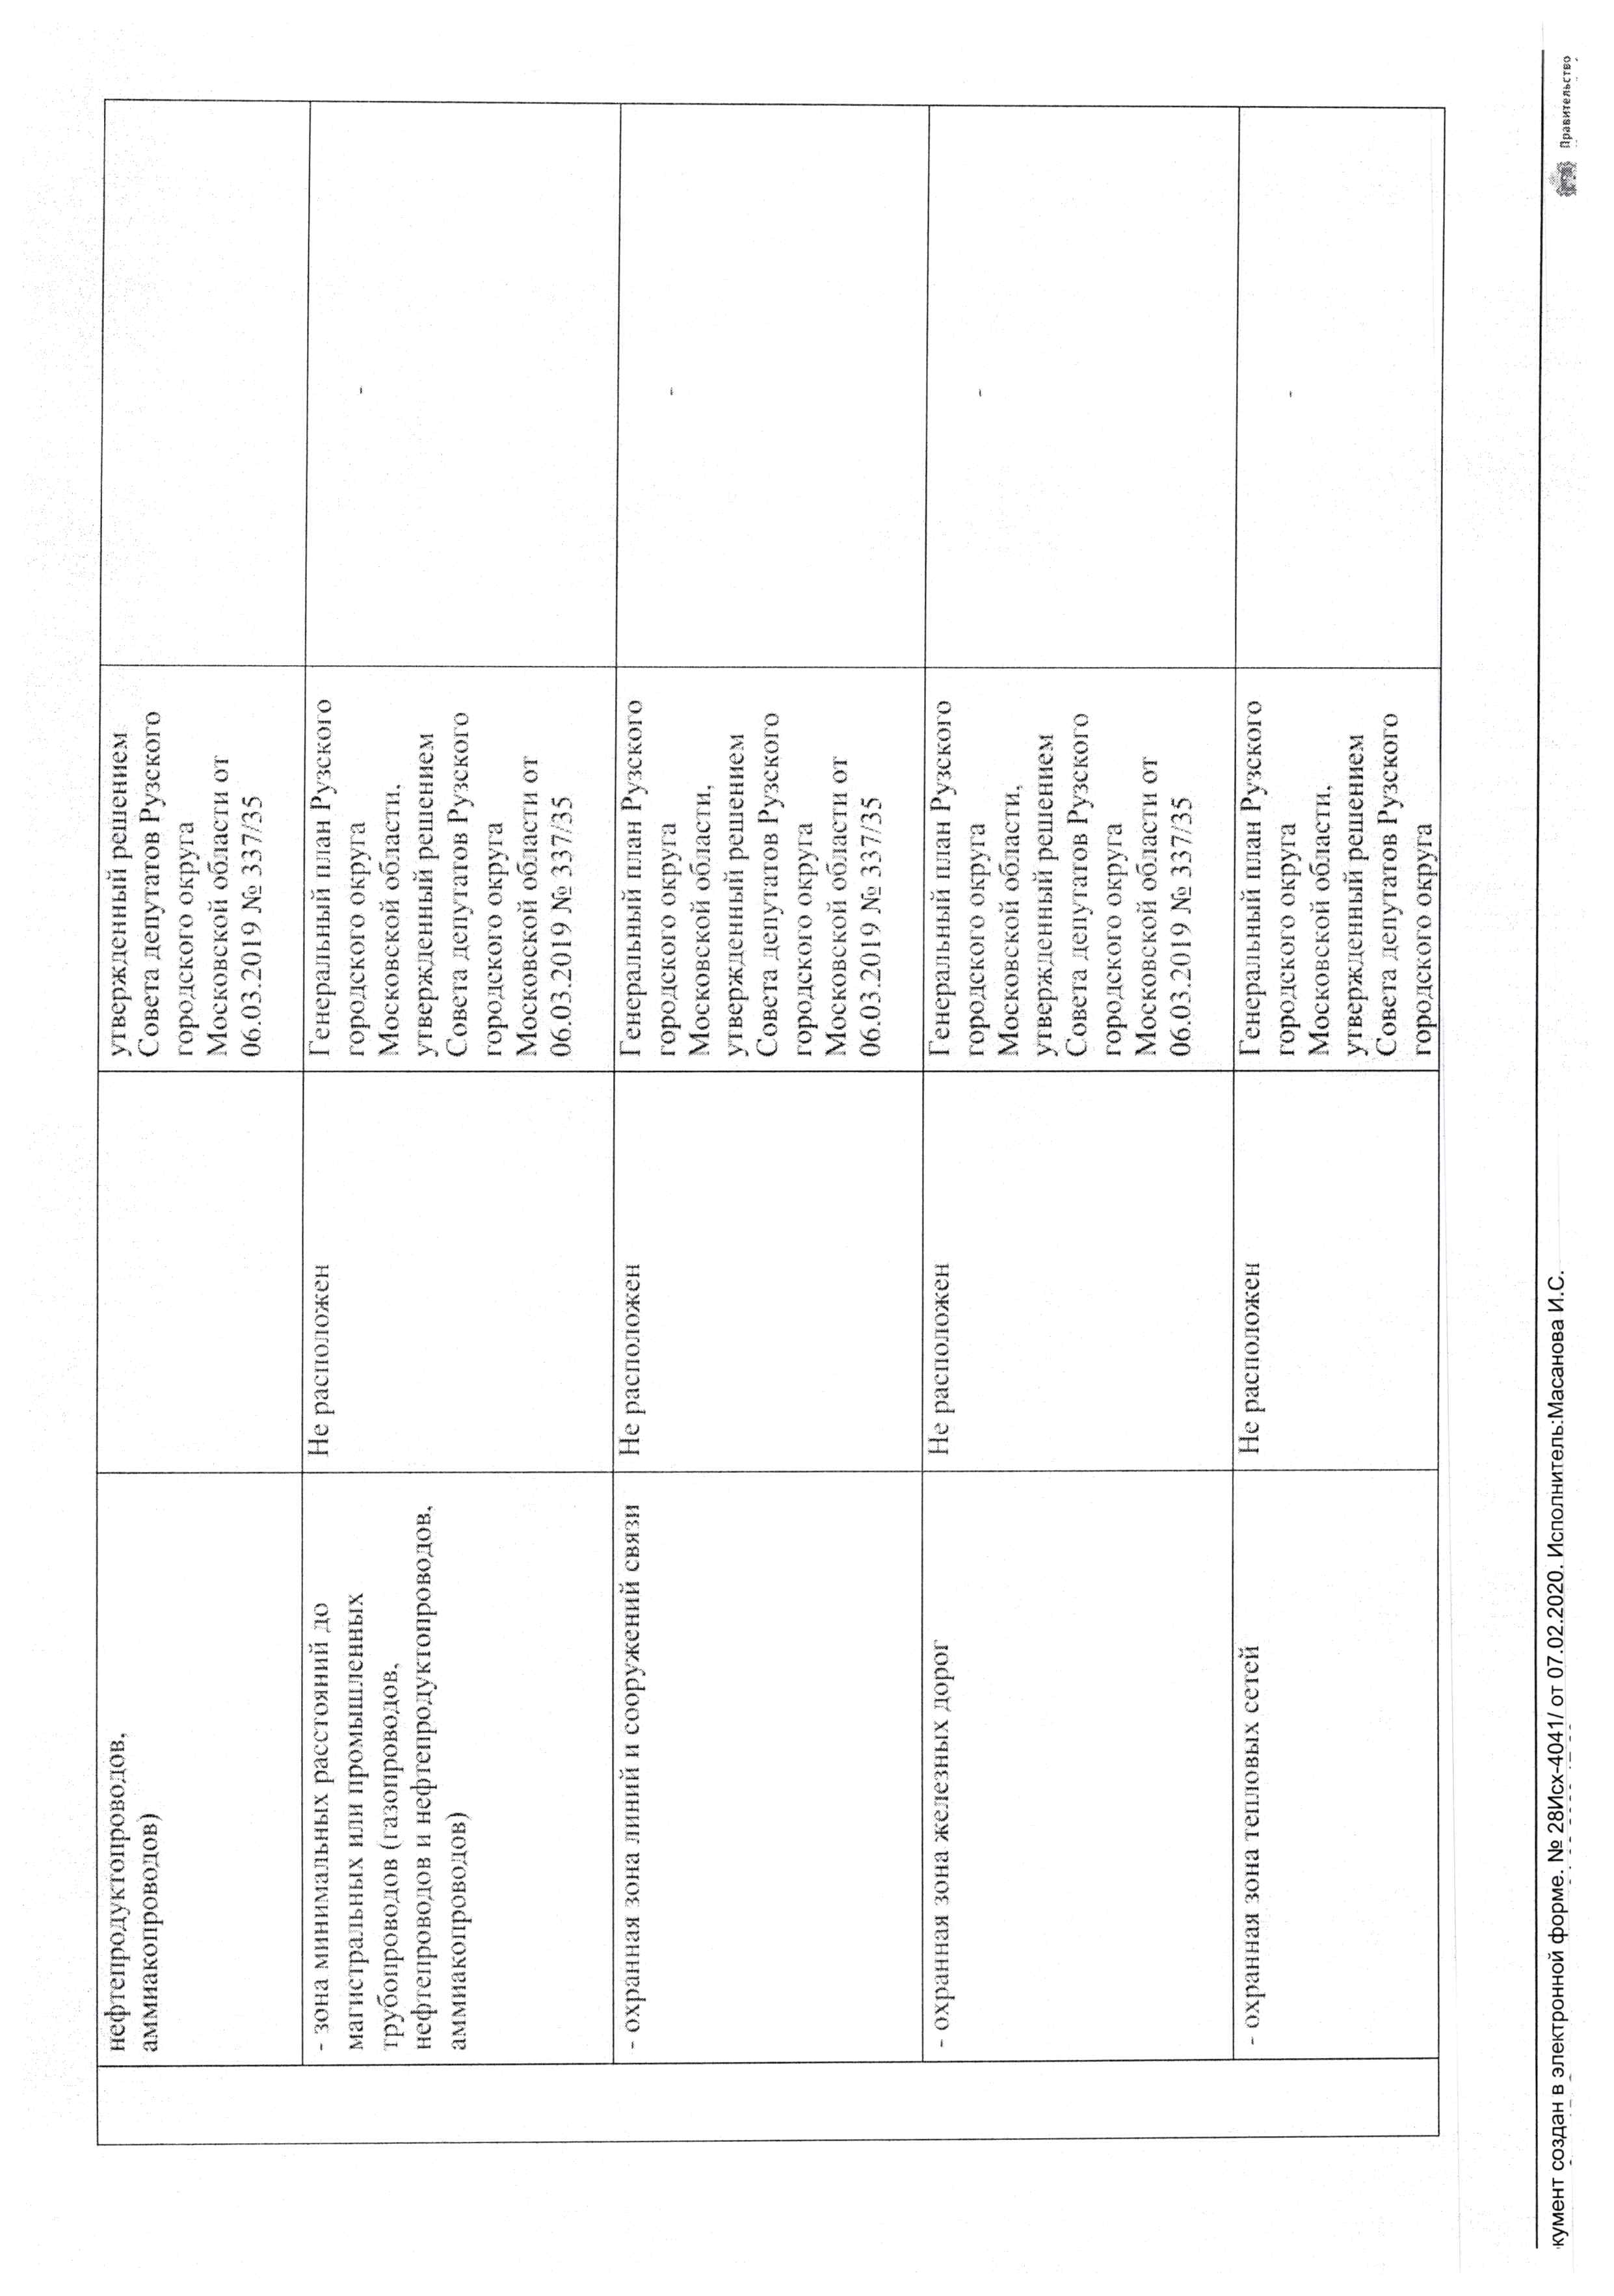 нефтепродуктопроводов,
аммиакопроводов)
утвержденный решением
Совета депутатов Рузского
городского округа
Московской области от
06.03.2019 № 337/35
- зона минимальных расстояний до
магистральных или промышленных
трубопроводов (газопроводов,
нефтепроводов и нефтепродуктопроводов,
аммиакопроводов)
Не расположен
Генеральный план Рузского
городского округа
Московской области,
утвержденный решением
Совета депутатов Рузского
городского округа
Московской области от
06.03.2019 № 337/35
-
- охранная зона линий и сооружений связи
Не расположен
Генеральный план Рузского
городского округа
Московской области,
утвержденный решением
Совета депутатов Рузского
городского округа
Московской области от
06.03.2019 № 337/35
-
- охранная зона железных дорог
Не расположен
Генеральный план Рузского
городского округа
Московской области,
утвержденный решением
Совета депутатов Рузского
городского округа
Московской области от
06.03.2019 № 337/35
-
- охранная зона тепловых сетей
Не расположен
Генеральный план Рузского
городского округа
Московской области,
утвержденный решением
Совета депутатов Рузского
городского округа
-
кумент создан в электронной форме. № 28Исх-4041/ от 07.02.2020. Исполнитель:Масанова И.С.
Правительство